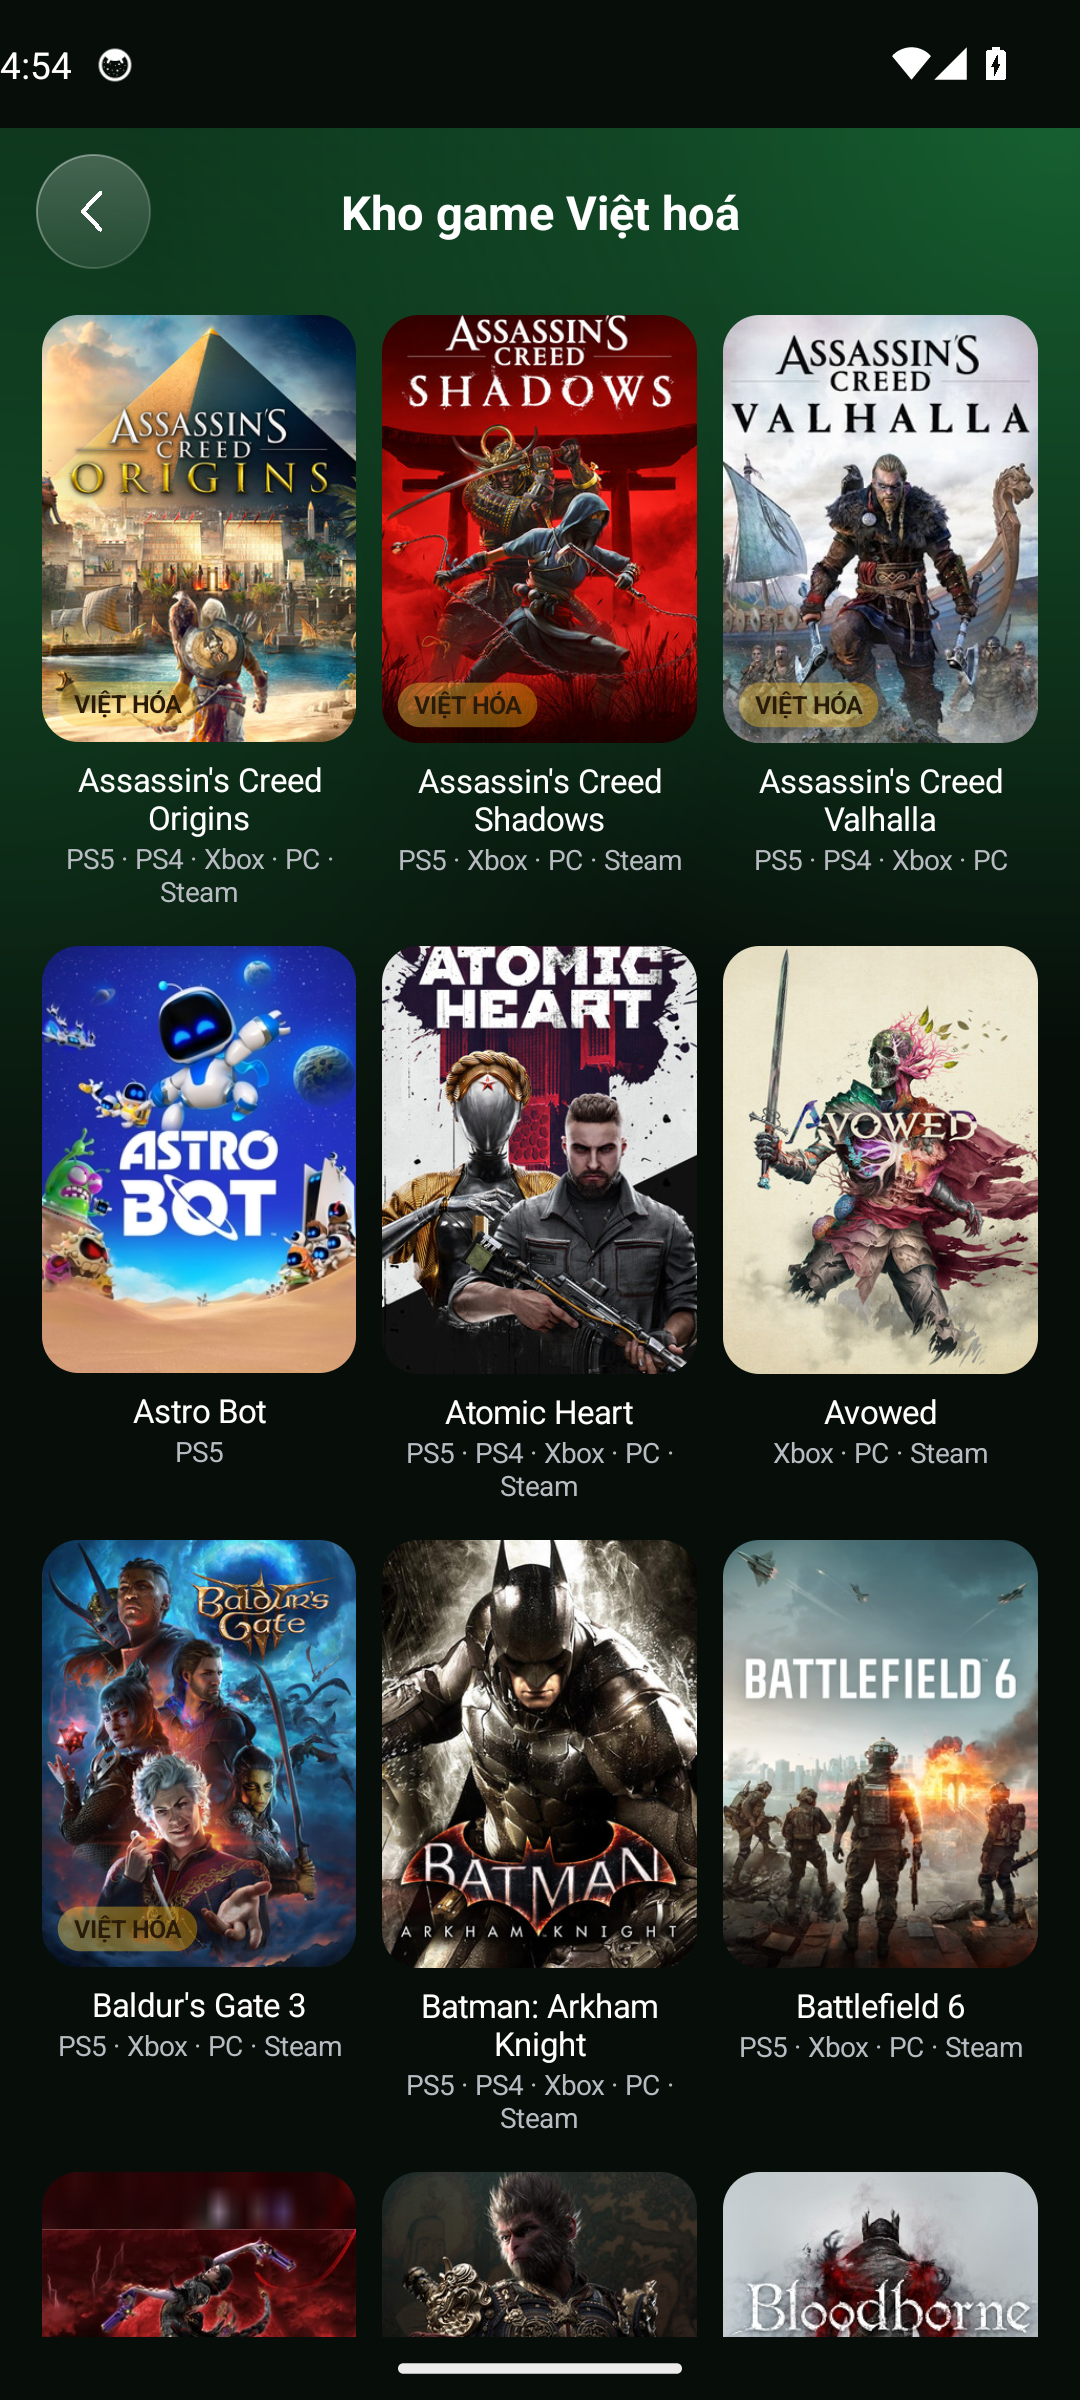 4:54
Kho game Việt hoá
ASSASSIN'S
CREED
ORIGINS
VIỆT HÓA
ASSASSIN'S
CREED
SHADOWS
VIỆT HÓA
ASSASSIN'S
CREED
VALHALLA
VIỆT HÓA
Assassin's Creed
Origins
PS5 · PS4 · Xbox · PC ·
Steam
Assassin's Creed
Shadows
PS5 · Xbox · PC · Steam
Assassin's Creed
Valhalla
PS5 · PS4 · Xbox · PC
ASTRO
BOT
ATOMIC
HEART
AVOWED
Astro Bot
PS5
Atomic Heart
PS5 · PS4 · Xbox · PC ·
Steam
Avowed
Xbox · PC · Steam
BALDUR'S
GATE
VIỆT HÓA
BATMAN
ARKHAM KNIGHT
BATTLEFIELD 6
Baldur's Gate 3
PS5 · Xbox · PC · Steam
Batman: Arkham
Knight
PS5 · PS4 · Xbox · PC ·
Steam
Battlefield 6
PS5 · Xbox · PC · Steam
Bloodborne